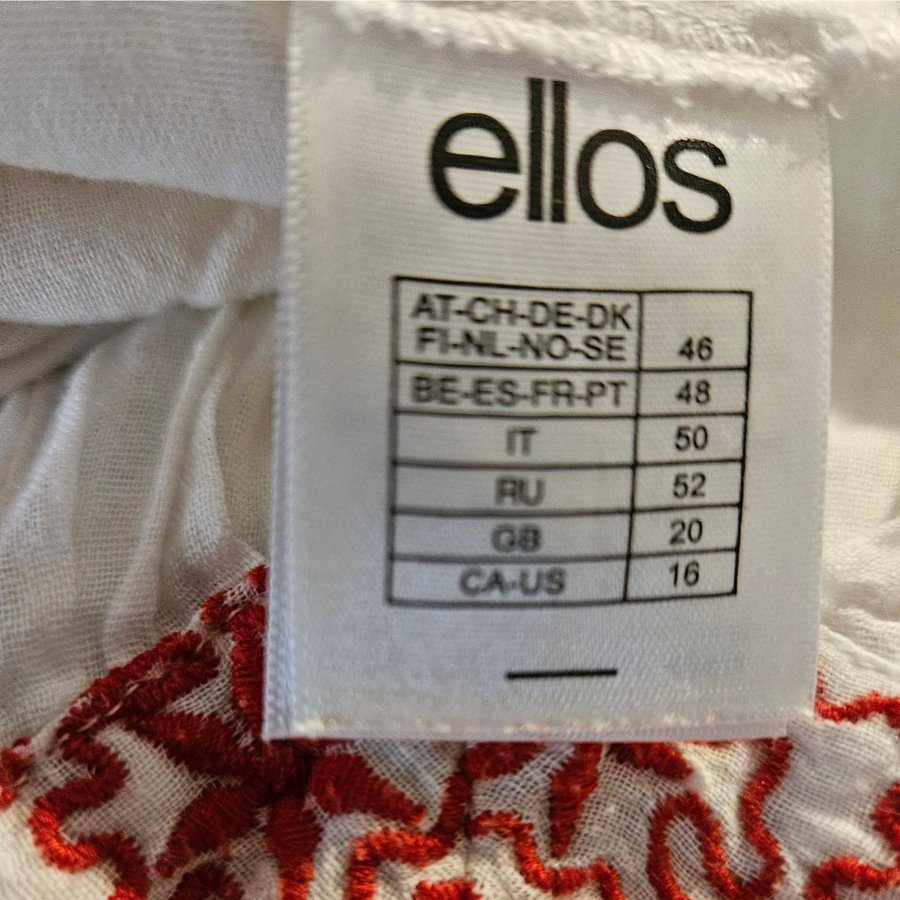 ellos
AT-CH-DE-DK
FI-NL-NO-SE 46
BE-ES-FR-PT 48
IT 50
RU 52
GB 20
CA-US 16